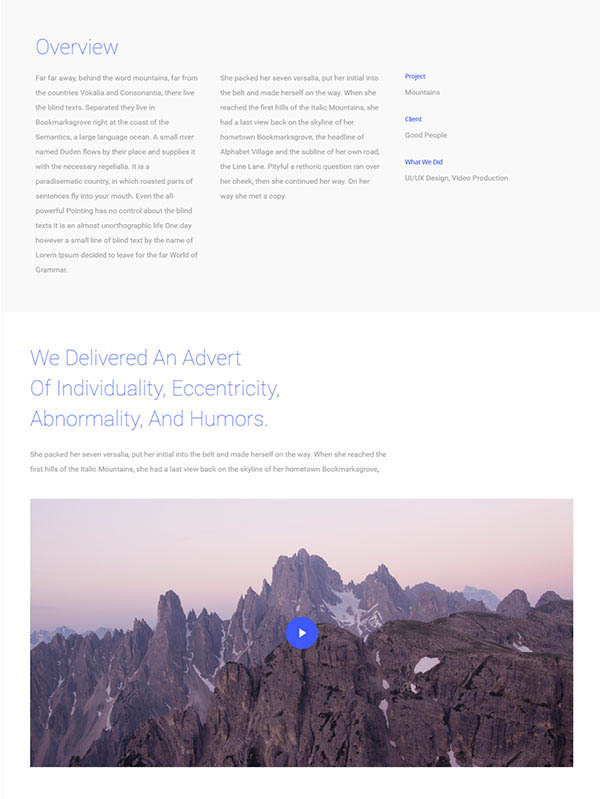 Overview
Far far away, behind the word mountains, far from
the countries Vokalia and Consonantia, there live
the blind texts. Separated they live in
Bookmarksgrove right at the coast of the
Semantics, a large language ocean. A small river
named Duden flows by their place and supplies it
with the necessary regelialia. It is a
paradisematic country, in which roasted parts of
sentences fly into your mouth. Even the all-
powerful Pointing has no control about the blind
texts it is an almost unorthographic life One day
however a small line of blind text by the name of
Lorem Ipsum decided to leave for the far World of
Grammar.
She packed her seven versalia, put her initial into
the belt and made herself on the way. When she
reached the first hills of the Italic Mountains, she
had a last view back on the skyline of her
hometown Bookmarksgrove, the headline of
Alphabet Village and the subline of her own road,
the Line Lane. Pityful a rethoric question ran over
her cheek, then she continued her way. On her
way she met a copy.
Project
Mountains
Client
Good People
What We Did
UI/UX Design, Video Production
We Delivered An Advert
Of Individuality, Eccentricity,
Abnormality, And Humors.
She packed her seven versalia, put her initial into the belt and made herself on the way. When she reached the
first hills of the Italic Mountains, she had a last view back on the skyline of her hometown Bookmarksgrove,